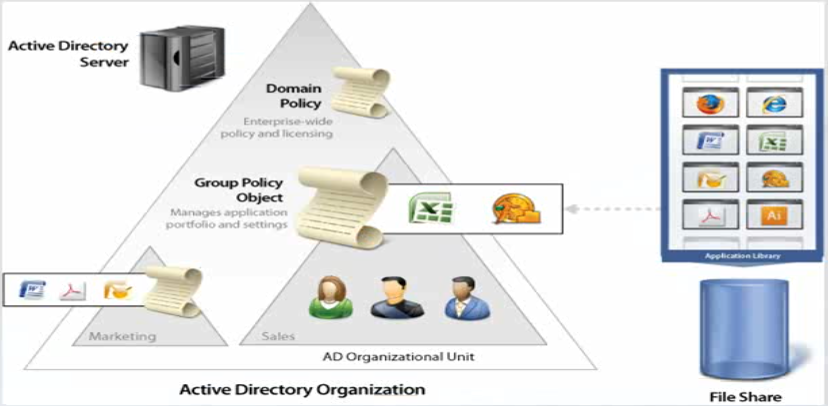 Active Directory
Server
Domain
Policy
Enterprise-wide
policy and licensing
Group Policy
Object
Manages application
portfolio and settings
Ai
Application Library
Marketing
Sales
AD Organizational Unit
Active Directory Organization
File Share